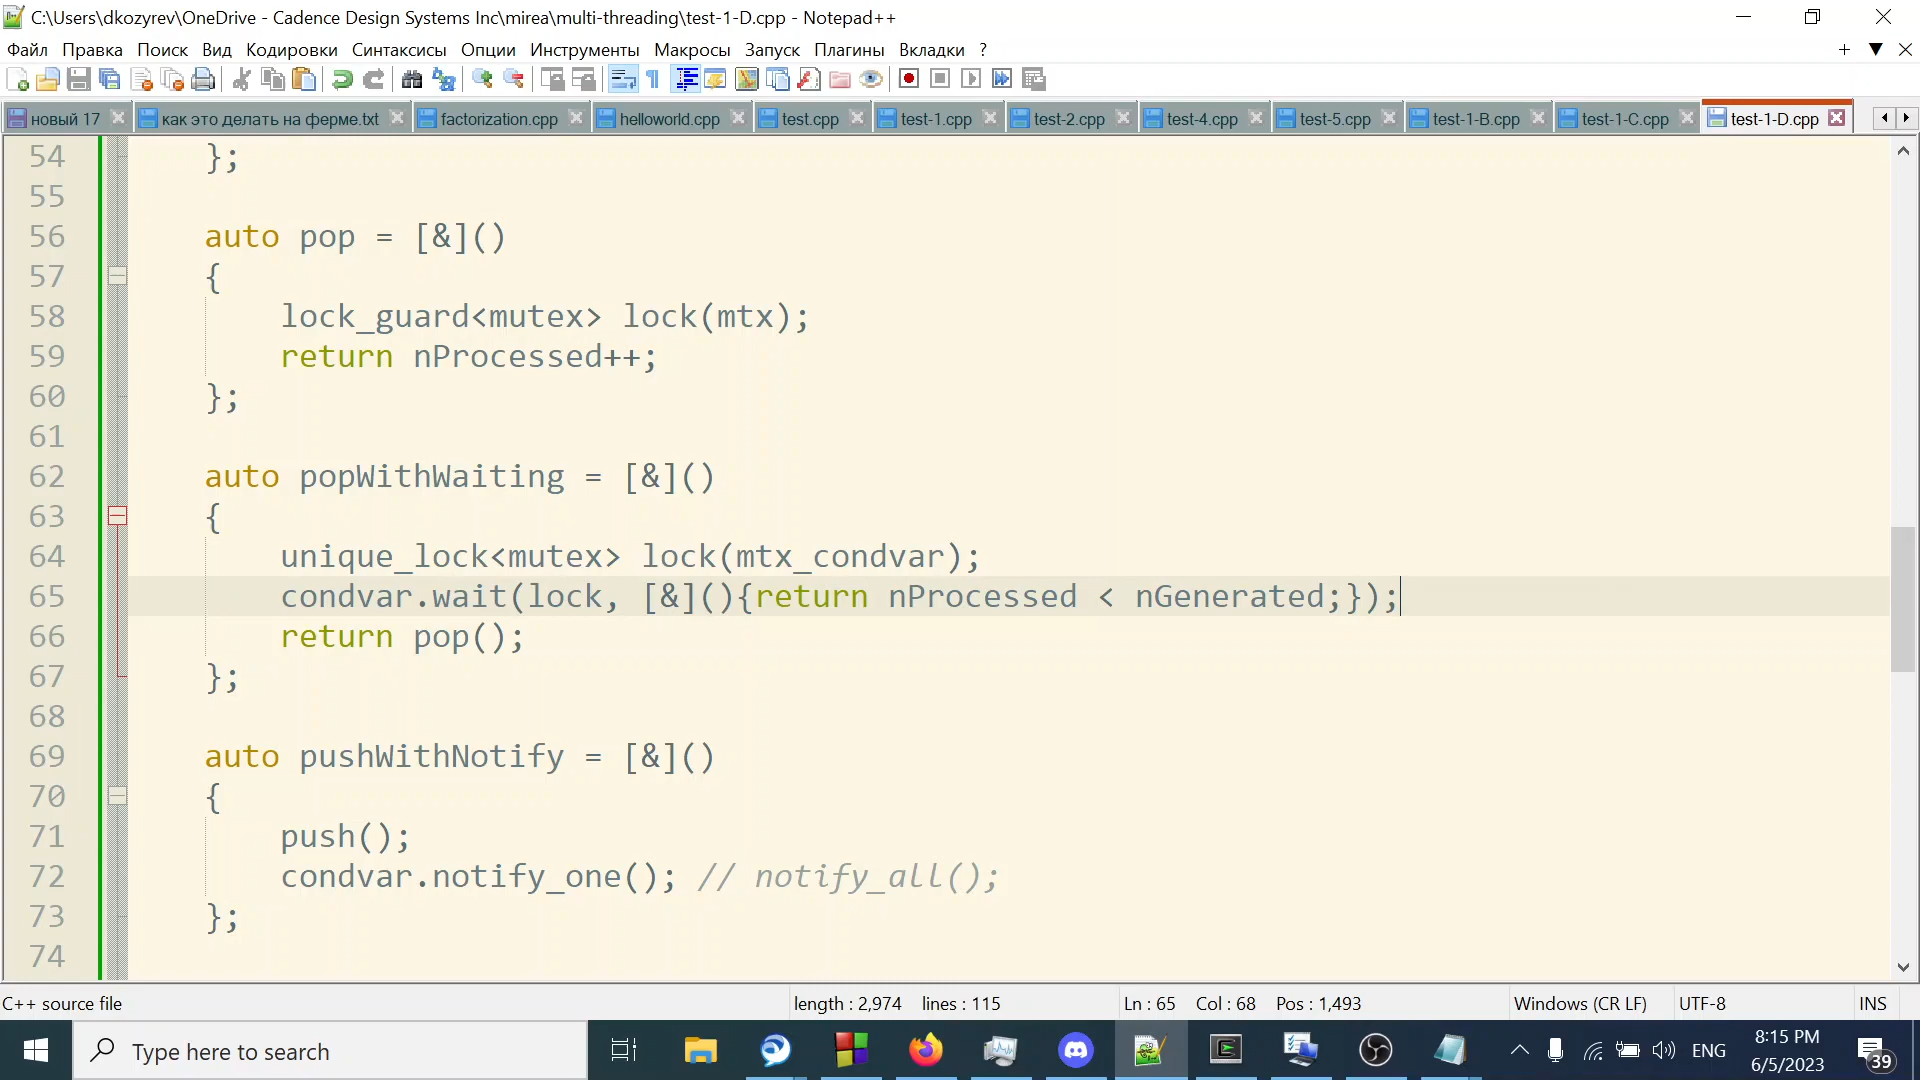 C:\Users\dkozyrev\OneDrive - Cadence Design Systems Inc\mirea\multi-threading\test-1-D.cpp - Notepad++
Файл Правка Поиск Вид Кодировки Синтаксисы Опции Инструменты Макросы Запуск Плагины Вкладки ?
новый 17 как это делать на ферме.txt factorization.cpp helloworld.cpp test.cpp test-1.cpp test-2.cpp test-4.cpp test-5.cpp test-1-B.cpp test-1-C.cpp test-1-D.cpp
54 };
55
56 auto pop = [&]()
57 {
58 lock_guard<mutex> lock(mtx);
59 return nProcessed++;
60 };
61
62 auto popWithWaiting = [&]()
63 {
64 unique_lock<mutex> lock(mtx_condvar);
65 condvar.wait(lock, [&](){return nProcessed < nGenerated;});
66 return pop();
67 };
68
69 auto pushWithNotify = [&]()
70 {
71 push();
72 condvar.notify_one(); // notify_all();
73 };
74
C++ source file length : 2,974 lines : 115 Ln : 65 Col : 68 Pos : 1,493 Windows (CR LF) UTF-8 INS
Type here to search ENG 8:15 PM 39
6/5/2023